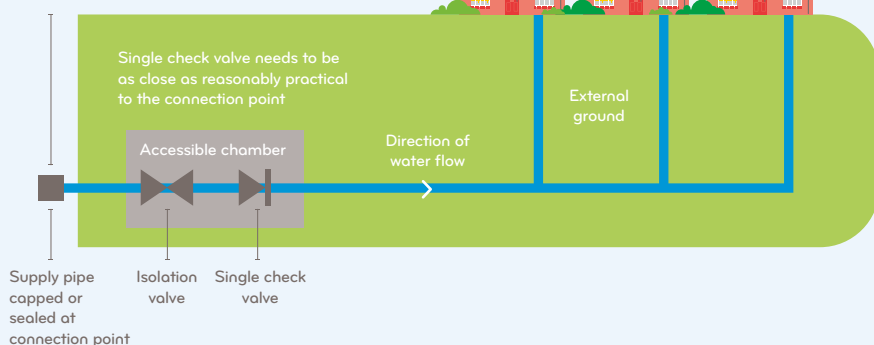 Single check valve needs to be
as close as reasonably practical
to the connection point
External
ground
Direction of
water flow
Accessible chamber
Supply pipe
capped or
sealed at
connection point
Isolation
valve
Single check
valve